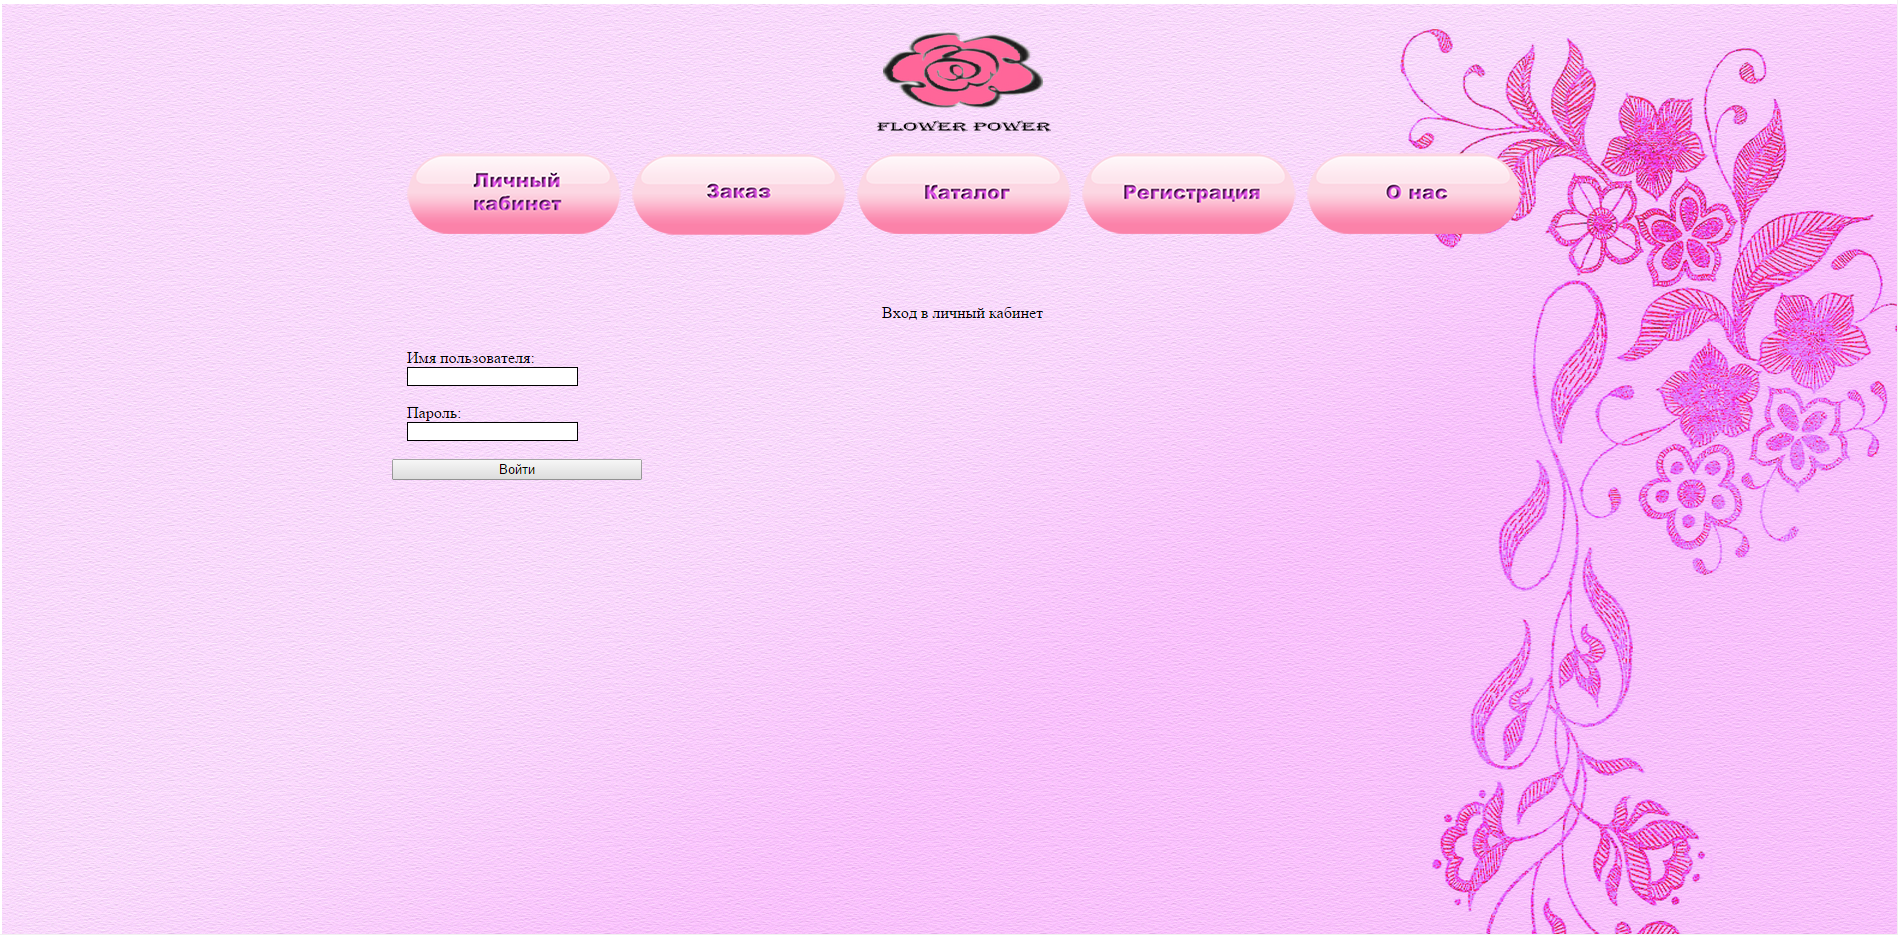 FLOWER POWER
Личный
кабинет
Заказ
Каталог
Регистрация
О нас
Вход в личный кабинет
Имя пользователя:
Пароль:
Войти